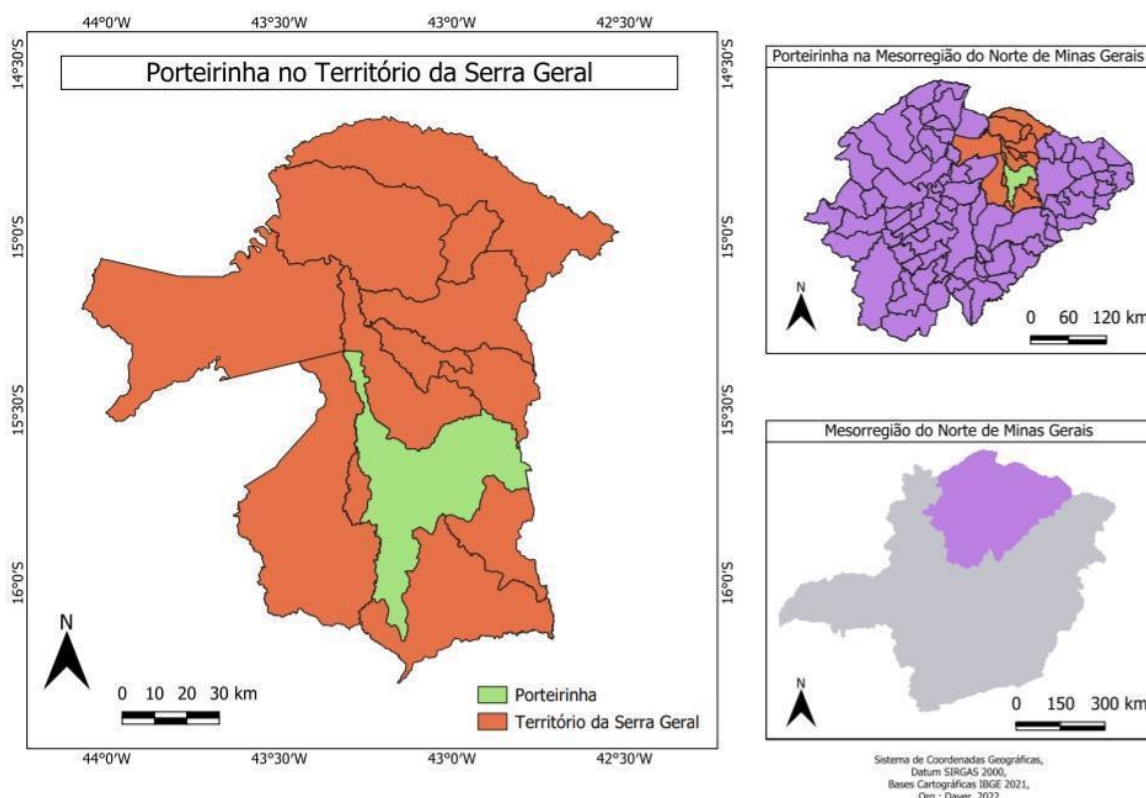 44°0'W 43°30'W 43°0'W 42°30'W
Porteirinha no Território da Serra Geral
14°30'S
15°0'S
15°30'S
16°0'S
14°30'S
15°0'S
15°30'S
16°0'S
N
0 10 20 30 km
Porteirinha
Território da Serra Geral
44°0'W 43°30'W 43°0'W 42°30'W
Porteirinha na Mesorregião do Norte de Minas Gerais
N
0 60 120 km
Mesorregião do Norte de Minas Gerais
N
0 150 300 km
Sistema de Coordenadas Geográficas,
Datum SIRGAS 2000,
Bases Cartográficas IBGE 2021,
Org.: Dayer, 2022